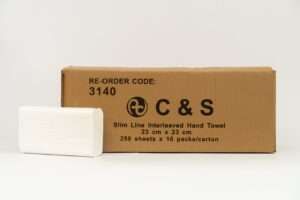 RE-ORDER CODE:
3140
C & S
Slim Line Interleaved Hand Towel
23 cm x 23 cm
250 sheets x 16 packs/carton